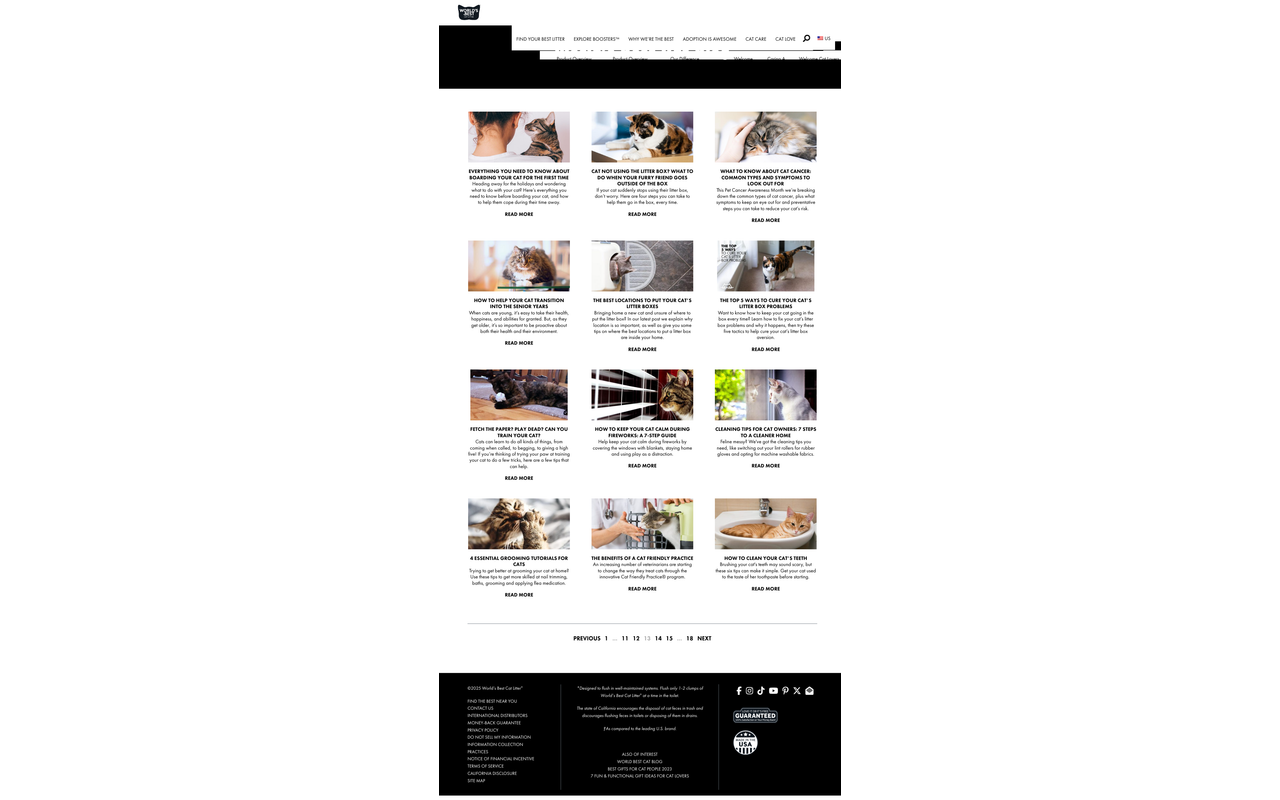 WORLD'S
BEST
FIND YOUR BEST LITTER EXPLORE BOOSTERS™ WHY WE'RE THE BEST ADOPTION IS AWESOME CAT CARE CAT LOVE US
Product Overview Product Overview Our Difference Welcome Caring 4 Welcome Cat Lovers
EVERYTHING YOU NEED TO KNOW ABOUT
BOARDING YOUR CAT FOR THE FIRST TIME
Heading away for the holidays and wondering
what to do with your cat? Here's everything you
need to know before boarding your cat, and how
to help them cope during their time away.
READ MORE
CAT NOT USING THE LITTER BOX? WHAT TO
DO WHEN YOUR FURRY FRIEND GOES
OUTSIDE OF THE BOX
If your cat suddenly stops using their litter box,
don't worry. Here are four steps you can take to
help them go in the box, every time.
READ MORE
WHAT TO KNOW ABOUT CAT CANCER:
COMMON TYPES AND SYMPTOMS TO
LOOK OUT FOR
This Pet Cancer Awareness Month we're breaking
down the common types of cat cancer, plus what
symptoms to keep an eye out for and preventative
steps you can take to reduce your cat's risk.
READ MORE
HOW TO HELP YOUR CAT TRANSITION
INTO THE SENIOR YEARS
When cats are young, it's easy to take their health,
happiness, and abilities for granted. But, as they
get older, it's so important to be proactive about
both their health and their environment.
READ MORE
THE BEST LOCATIONS TO PUT YOUR CAT'S
LITTER BOXES
Bringing home a new cat and unsure of where to
put the litter box? In our latest post we explain why
location is so important, as well as give you some
tips on where the best locations to put a litter box
are inside your home.
READ MORE
THE TOP
5 WAYS
TO CURE YOUR
CAT'S LITTER
BOX PROBLEMS
THE TOP 5 WAYS TO CURE YOUR CAT'S
LITTER BOX PROBLEMS
Want to know how to keep your cat going in the
box every time? Learn how to fix your cat's litter
box problems and why it happens, then try these
five tactics to help cure your cat's litter box
aversion.
READ MORE
FETCH THE PAPER? PLAY DEAD? CAN YOU
TRAIN YOUR CAT?
Cats can learn to do all kinds of things, from
coming when called, to begging, to giving a high
five! If you're thinking of trying your paw at training
your cat to do a few tricks, here are a few tips that
can help.
READ MORE
HOW TO KEEP YOUR CAT CALM DURING
FIREWORKS: A 7-STEP GUIDE
Help keep your cat calm during fireworks by
covering the windows with blankets, staying home
and using play as a distraction.
READ MORE
CLEANING TIPS FOR CAT OWNERS: 7 STEPS
TO A CLEANER HOME
Feline messy? We've got the cleaning tips you
need, like switching out your lint rollers for rubber
gloves and opting for machine washable fabrics.
READ MORE
4 ESSENTIAL GROOMING TUTORIALS FOR
CATS
Trying to get better at grooming your cat at home?
Use these tips to get more skilled at nail trimming,
baths, grooming and applying flea medication.
READ MORE
THE BENEFITS OF A CAT FRIENDLY PRACTICE
An increasing number of veterinarians are starting
to change the way they treat cats through the
innovative Cat Friendly Practice® program.
READ MORE
HOW TO CLEAN YOUR CAT'S TEETH
Brushing your cat's teeth may sound scary, but
these six tips can make it simple. Get your cat used
to the taste of her toothpaste before starting.
READ MORE
PREVIOUS 1 ... 11 12 13 14 15 ... 18 NEXT
©2025 World's Best Cat Litter®
FIND THE BEST NEAR YOU
CONTACT US
INTERNATIONAL DISTRIBUTORS
MONEY-BACK GUARANTEE
PRIVACY POLICY
DO NOT SELL MY INFORMATION
INFORMATION COLLECTION
PRACTICES
NOTICE OF FINANCIAL INCENTIVE
TERMS OF SERVICE
CALIFORNIA DISCLOSURE
SITE MAP
*Designed to flush in well-maintained systems. Flush only 1-2 clumps of
World's Best Cat Litter® at a time in the toilet.
The state of California encourages the disposal of cat feces in trash and
discourages flushing feces in toilets or disposing of them in drains.
‡As compared to the leading U.S. brand.
ALSO OF INTEREST
WORLD BEST CAT BLOG
BEST GIFTS FOR CAT PEOPLE 2023
7 FUN & FUNCTIONAL GIFT IDEAS FOR CAT LOVERS
GUARANTEED
MADE IN THE
USA